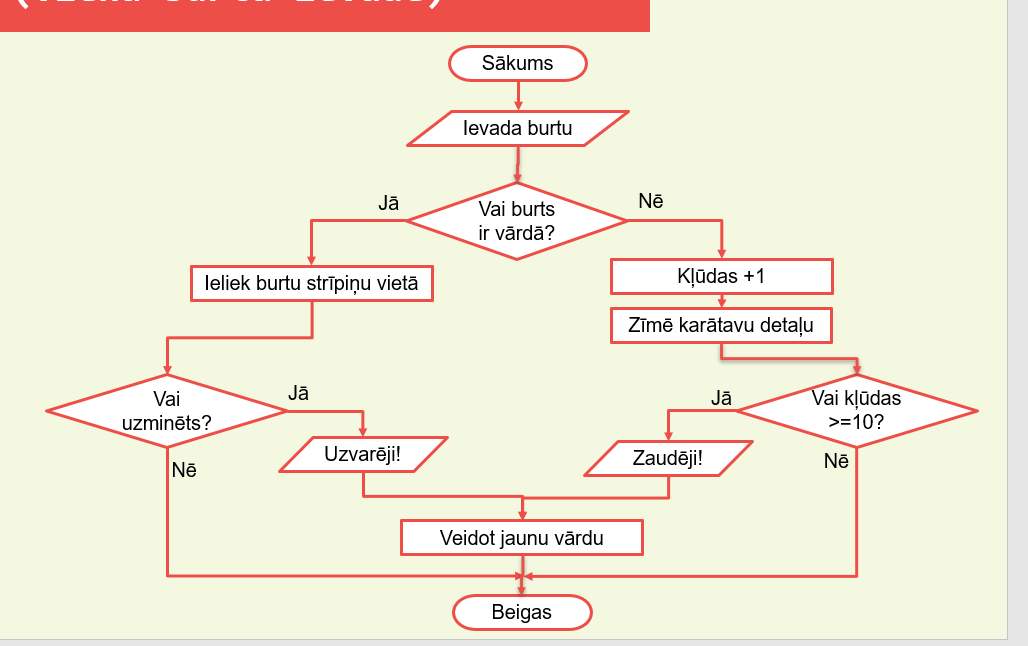 Sākums
Ievada burtu
Jā
Nē
Vai burts
ir vārdā?
Ieliek burtu strīpiņu vietā
Kļūdas +1
Zīmē karātavu detaļu
Vai
uzminēts?
Jā
Nē
Uzvarēji!
Vai kļūdas
>=10?
Jā
Nē
Zaudēji!
Veidot jaunu vārdu
Beigas